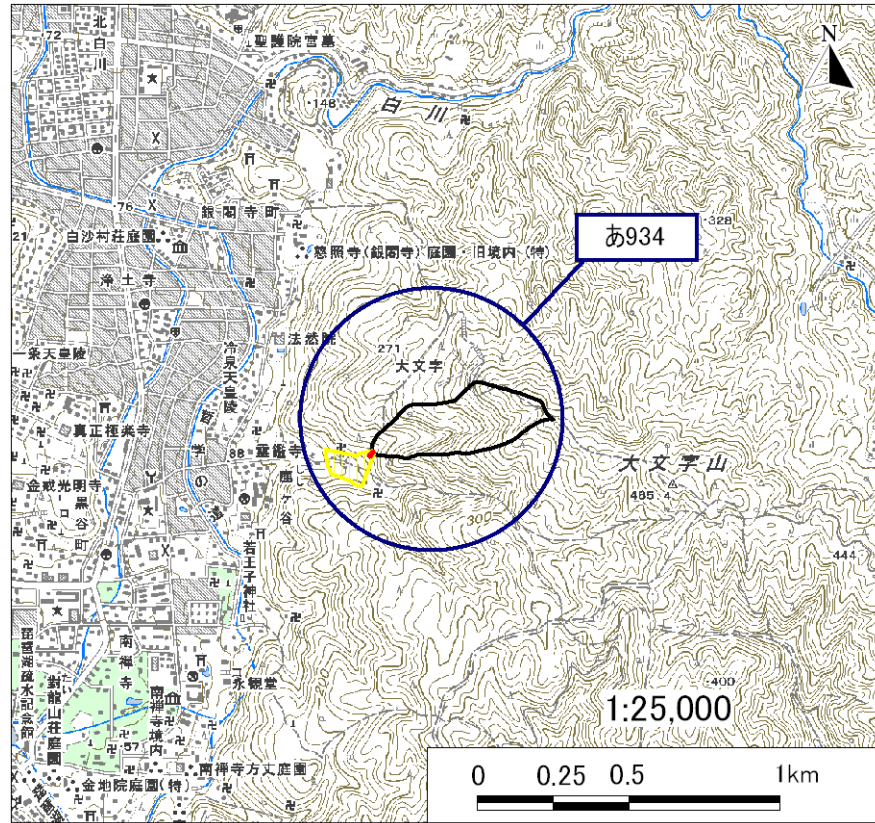 北白川
72
聖護院宮墓
N
148
白川
250
76
銀閣寺町
あ934
328
21
白沙村荘庭園
慈照寺(銀閣寺)庭園・旧境内(特)
浄土寺
法然院
271
大文字
一条天皇陵
冷泉天皇陵
真正極楽寺
哲学の道
88
霊鑑寺
大文字山
鹿ヶ谷
485
4
金戒光明寺
黒谷町
300
444
若王子神社
南禅寺
琵琶湖疏水記念館
永観堂
400
對龍山荘庭園
南禅寺境内
1:25,000
57
南禅寺方丈庭園
金地院庭園(特)
0 0.25 0.5 1km